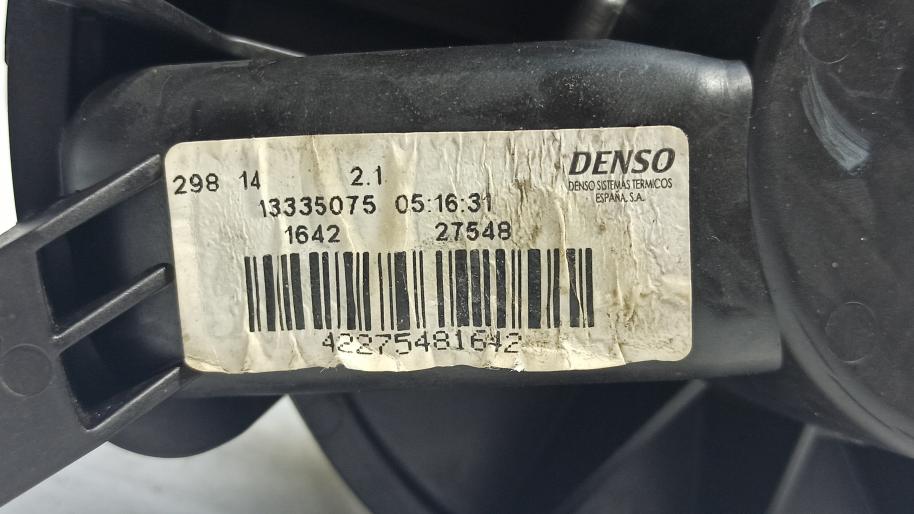 DENSO
DENSO SISTEMAS TERMICOS
ESPAÑA, S.A.
298 14 2.1
13335075 05:16:31
1642 27548
42275481642